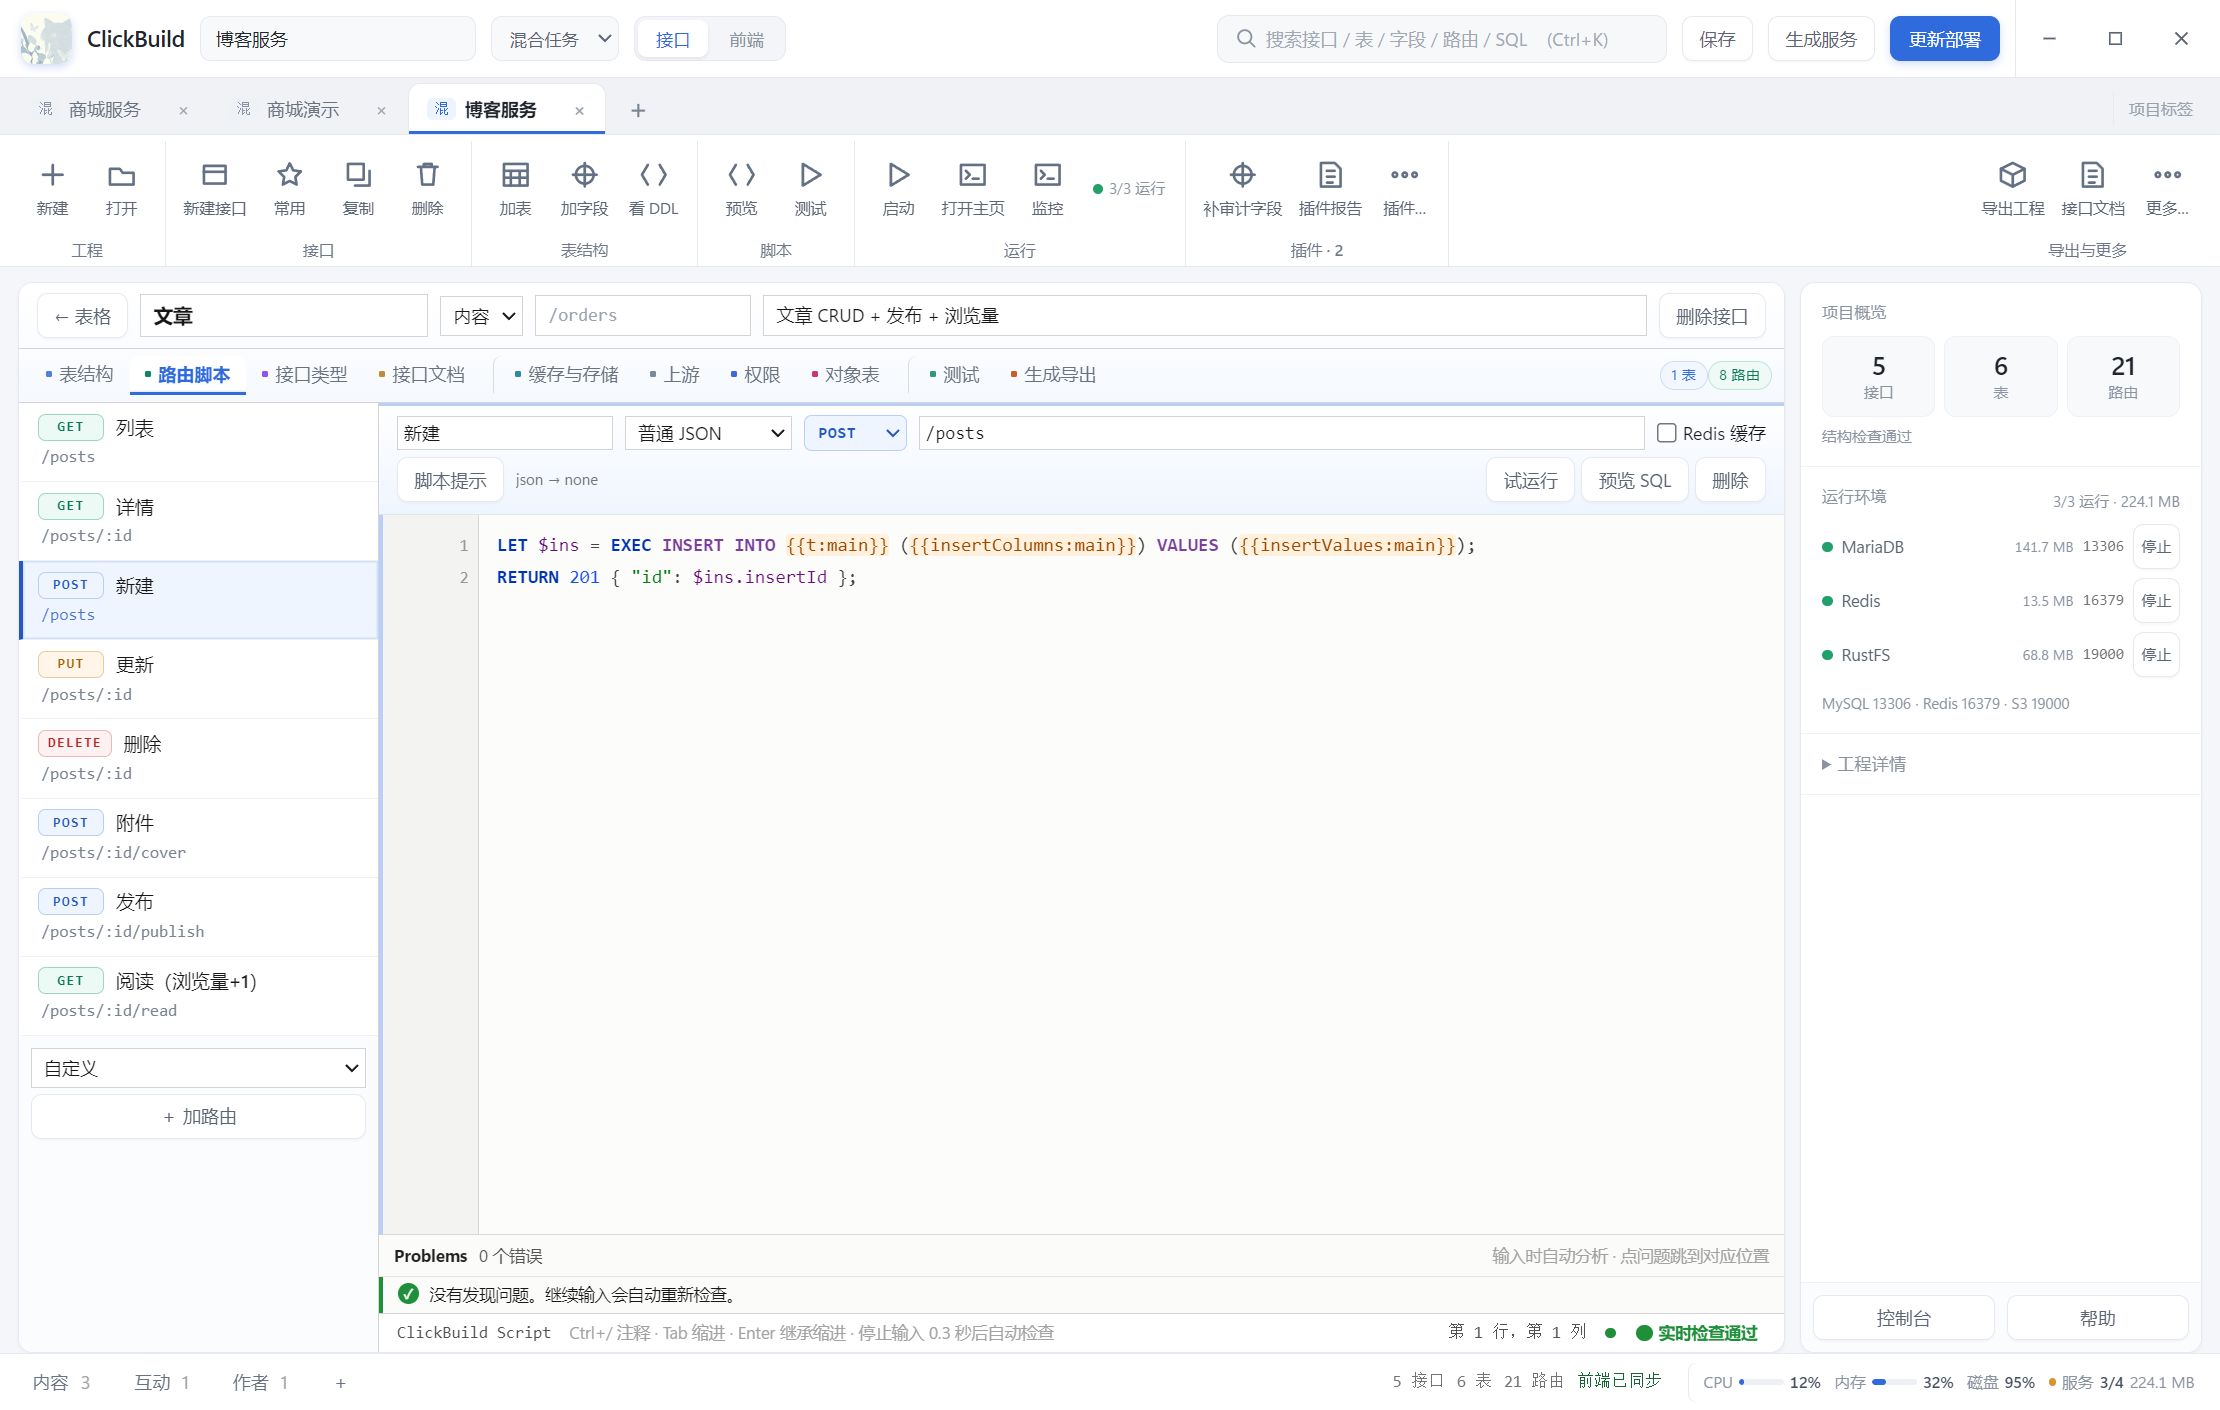 ClickBuild
博客服务
混合任务
接口
前端
搜索接口 / 表 / 字段 / 路由 / SQL (Ctrl+K)
保存
生成服务
更新部署
混 商城服务 ×
混 商城演示 ×
混 博客服务 ×
+
项目标签
新建
打开
工程
新建接口
常用
复制
删除
接口
加表
加字段
看 DDL
表结构
预览
测试
脚本
启动
打开主页
监控
3/3 运行
运行
补审计字段
插件报告
插件...
插件 · 2
导出工程
接口文档
更多...
导出与更多
← 表格
文章
内容
/orders
文章 CRUD + 发布 + 浏览量
删除接口
表结构
路由脚本
接口类型
接口文档
缓存与存储
上游
权限
对象表
测试
生成导出
1 表
8 路由
GET 列表
/posts
GET 详情
/posts/:id
POST 新建
/posts
PUT 更新
/posts/:id
DELETE 删除
/posts/:id
POST 附件
/posts/:id/cover
POST 发布
/posts/:id/publish
GET 阅读（浏览量+1）
/posts/:id/read
自定义
+ 加路由
新建
普通 JSON
POST
/posts
Redis 缓存
脚本提示
json → none
试运行
预览 SQL
删除
1 LET $ins = EXEC INSERT INTO {{t:main}} ({{insertColumns:main}}) VALUES ({{insertValues:main}});
2 RETURN 201 { "id": $ins.insertId };
Problems 0 个错误
输入时自动分析 · 点问题跳到对应位置
没有发现问题。继续输入会自动重新检查。
ClickBuild Script Ctrl+/ 注释 · Tab 缩进 · Enter 继承缩进 · 停止输入 0.3 秒后自动检查
第 1 行，第 1 列
实时检查通过
项目概览
5
接口
6
表
21
路由
结构检查通过
运行环境
3/3 运行 · 224.1 MB
MariaDB 141.7 MB 13306 停止
Redis 13.5 MB 16379 停止
RustFS 68.8 MB 19000 停止
MySQL 13306 · Redis 16379 · S3 19000
▶ 工程详情
控制台
帮助
内容 3
互动 1
作者 1
+
5 接口 6 表 21 路由 前端已同步
CPU 12% 内存 32% 磁盘 95% 服务 3/4 224.1 MB